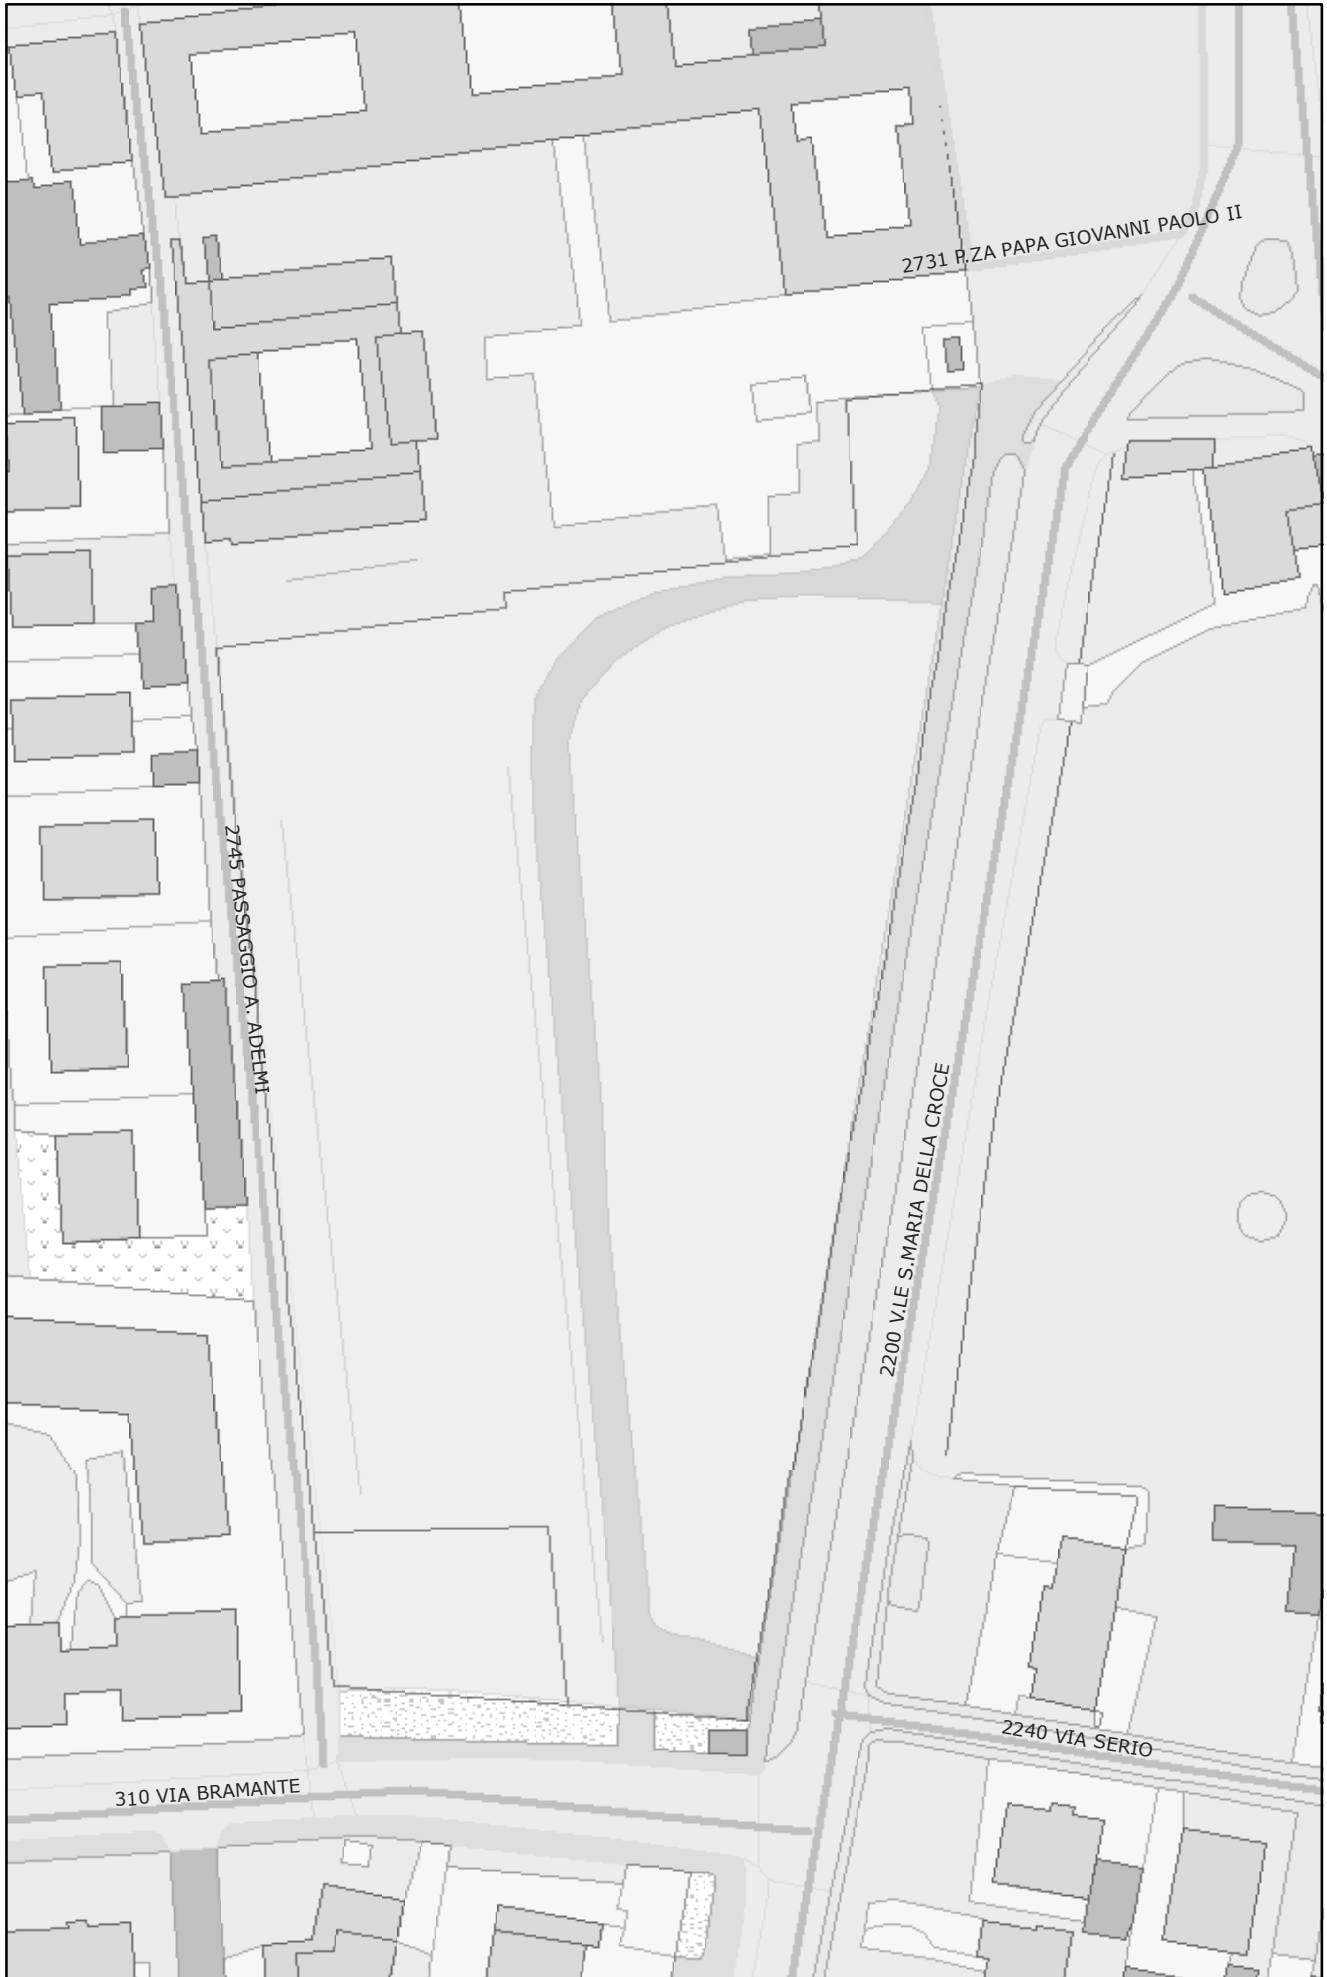 2731 P.ZA PAPA GIOVANNI PAOLO II
2745 PASSAGGIO A. ADELMI
2200 V.LE S.MARIA DELLA CROCE
2240 VIA SERIO
310 VIA BRAMANTE